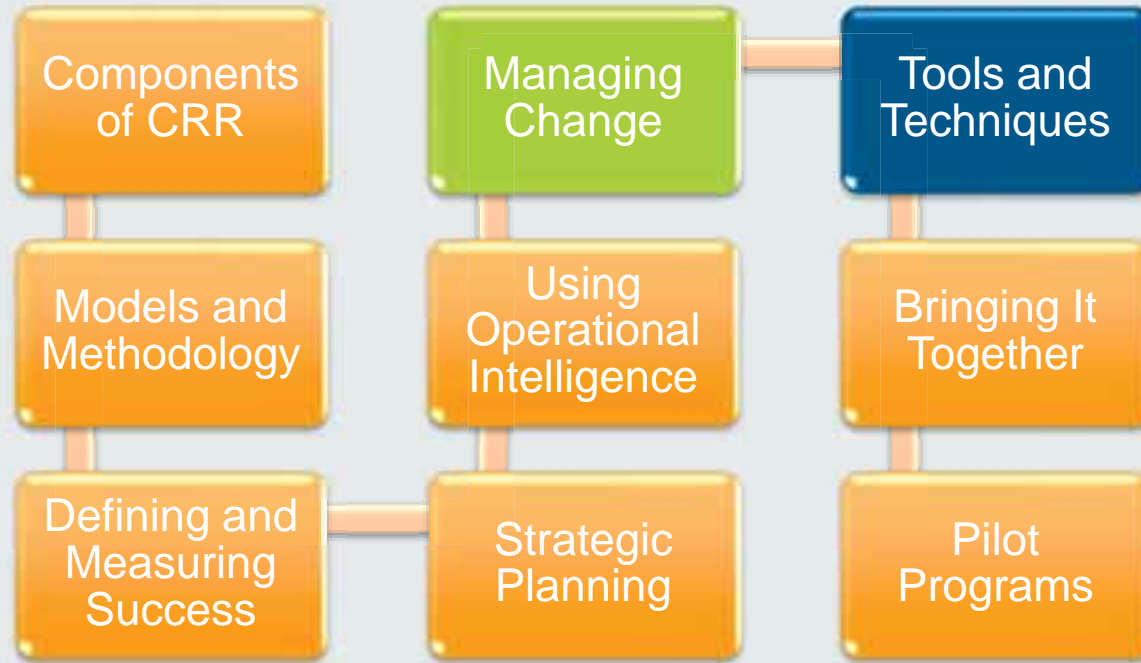 Components
of CRR
Models and
Methodology
Defining and
Measuring
Success
Strategic
Planning
Using
Operational
Intelligence
Managing
Change
Tools and
Techniques
Bringing It
Together
Pilot
Programs